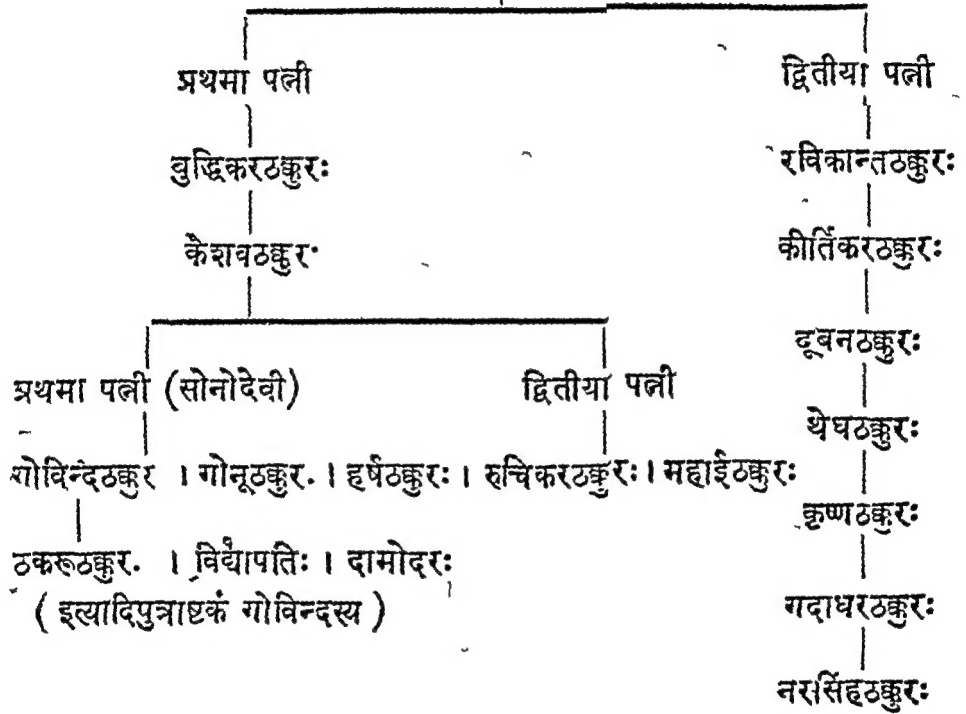 प्रथमा पत्नी द्वितीया पत्नी
बुद्धिकरठक्कुरः रविकान्तठक्कुरः
केशवठक्कुर कीर्तिकरठक्कुरः
दूबनठक्कुरः
प्रथमा पत्नी (सोनोदेवी) द्वितीया पत्नी
थेघठक्कुरः
गोविन्दठक्कुर । गोनूठक्कुर. । हर्षठक्कुरः । रुचिकरठक्कुरः । महाईठक्कुरः
कृष्णठक्कुरः
ठकरूठक्कुर. । विद्यापतिः । दामोदरः
( इत्यादिपुत्राष्टकं गोविन्दस्य ) गदाधरठक्कुरः
नरसिंहठक्कुरः